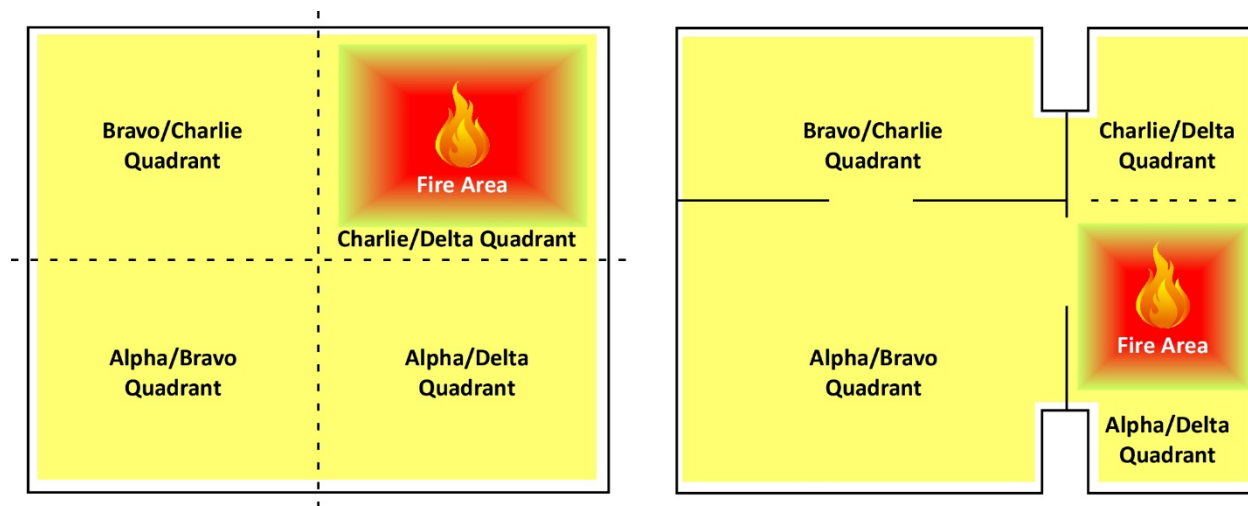 Bravo/Charlie
Quadrant
Fire Area
Charlie/Delta Quadrant
Alpha/Bravo
Quadrant
Alpha/Delta
Quadrant
Bravo/Charlie
Quadrant
Charlie/Delta
Quadrant
Alpha/Bravo
Quadrant
Fire Area
Alpha/Delta
Quadrant